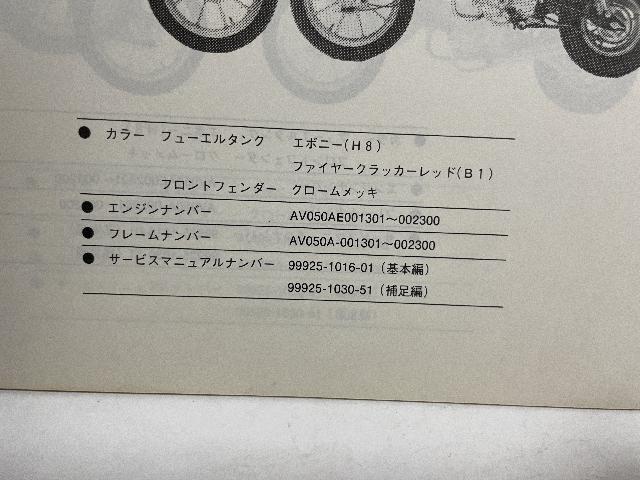 ● カラー フューエルタンク エボニー(H8)
ファイヤークラッカーレッド(B1)
フロントフェンダー クロームメッキ
● エンジンナンバー AV050AE001301～002300
● フレームナンバー AV050A-001301～002300
● サービスマニュアルナンバー 99925-1016-01(基本編)
99925-1030-51(補足編)